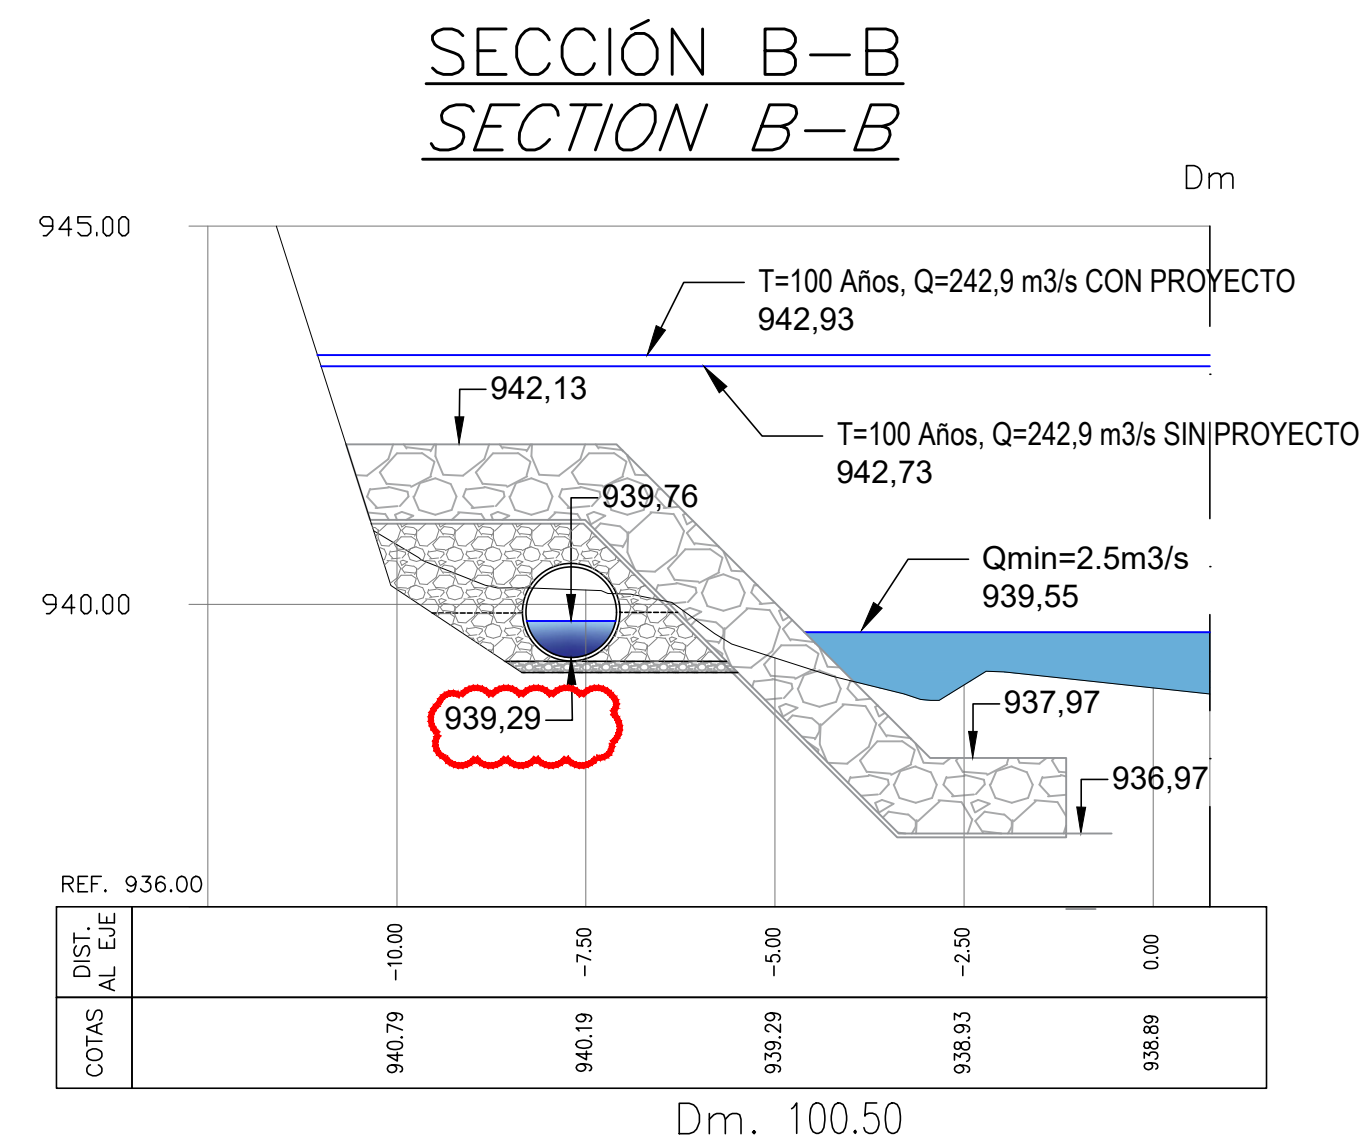 SECCIÓN B-B
SECTION B-B
Dm
945.00
T=100 Años, Q=242,9 m3/s CON PROYECTO
942,93
942,13
T=100 Años, Q=242,9 m3/s SIN PROYECTO
942,73
939,76
Qmin=2.5m3/s
939,55
940.00
937,97
939,29
936,97
REF. 936.00
DIST.
AL EJE
-10.00
-7.50
-5.00
-2.50
0.00
COTAS
940.79
940.19
939.29
938.93
938.89
Dm. 100.50